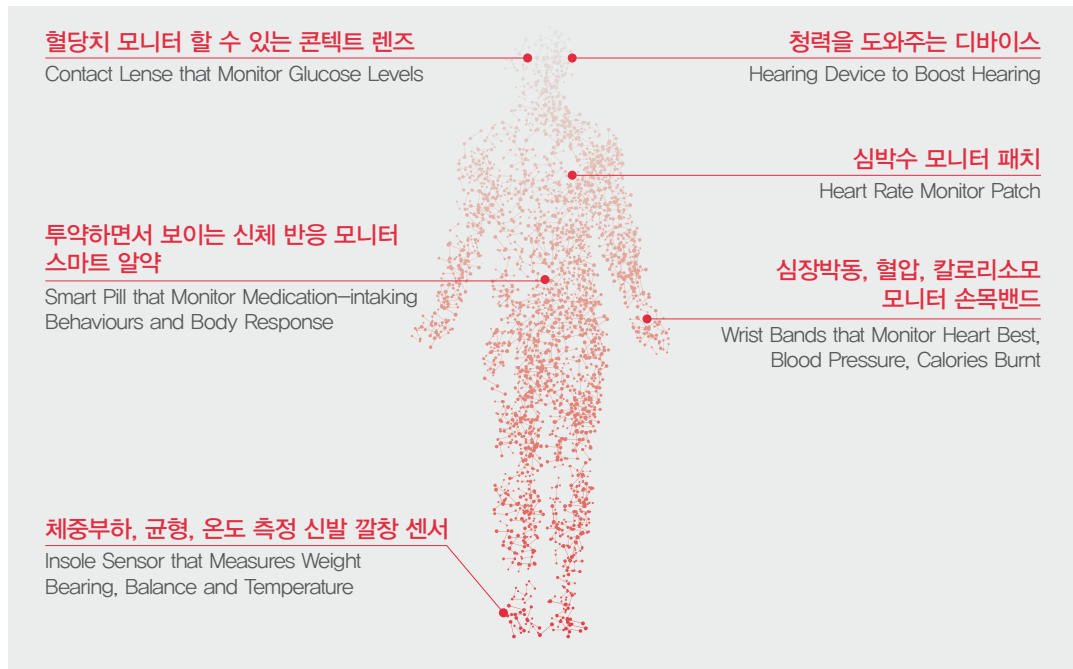 혈당치 모니터 할 수 있는 콘텍트 렌즈
Contact Lense that Monitor Glucose Levels
청력을 도와주는 디바이스
Hearing Device to Boost Hearing
심박수 모니터 패치
Heart Rate Monitor Patch
투약하면서 보이는 신체 반응 모니터
스마트 알약
Smart Pill that Monitor Medication-intaking
Behaviours and Body Response
심장박동, 혈압, 칼로리소모
모니터 손목밴드
Wrist Bands that Monitor Heart Best,
Blood Pressure, Calories Burnt
체중부하, 균형, 온도 측정 신발 깔창 센서
Insole Sensor that Measures Weight
Bearing, Balance and Temperature